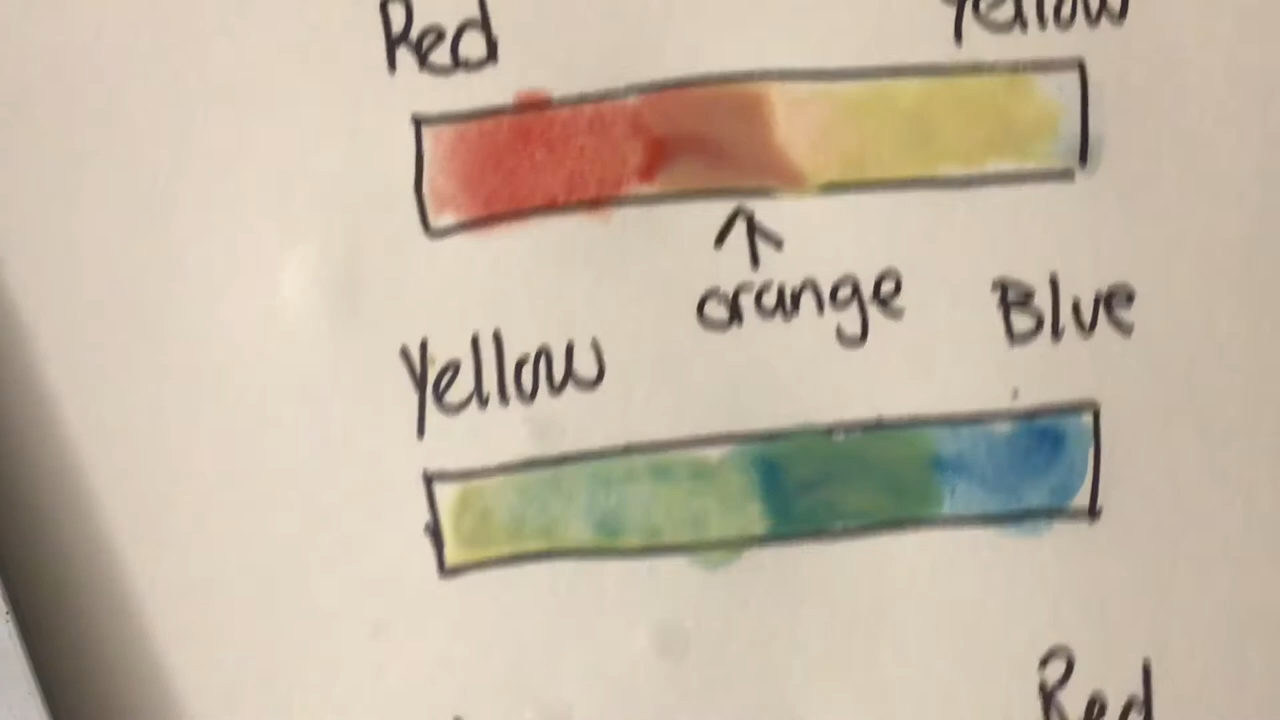 Red Yellow
orange
Blue
Yellow
Red